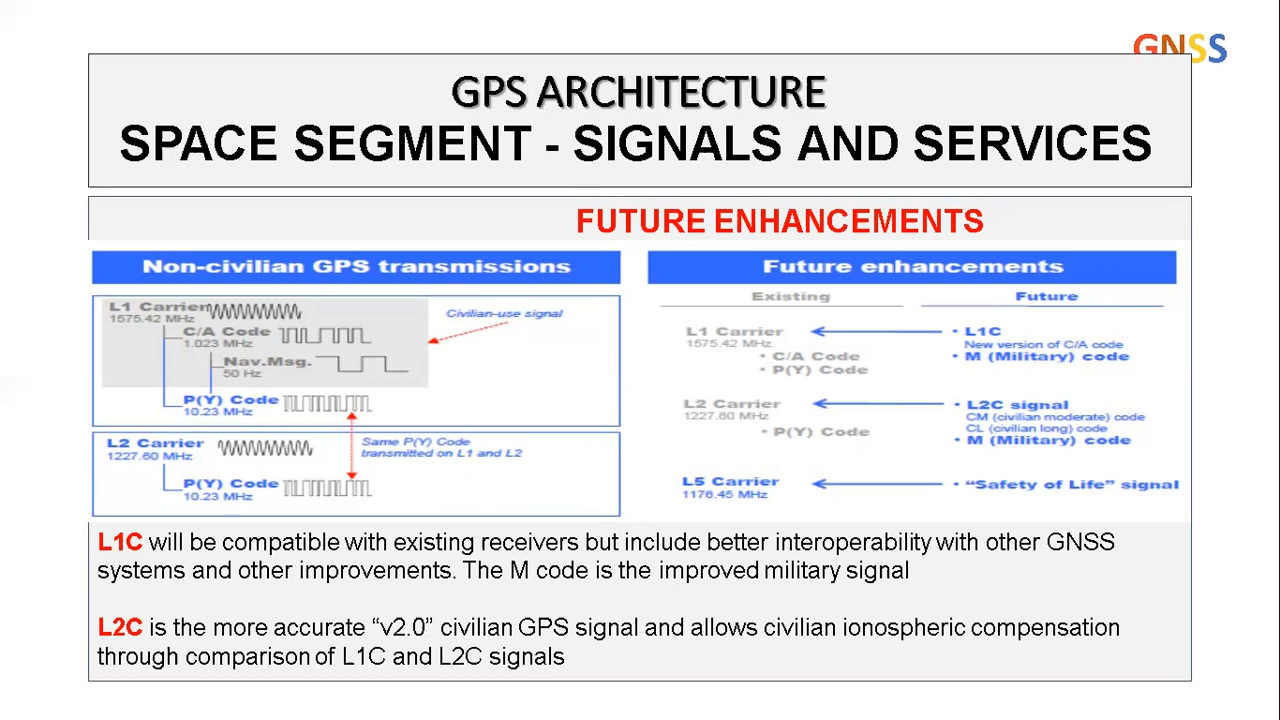 GNSS
GPS ARCHITECTURE
SPACE SEGMENT - SIGNALS AND SERVICES
FUTURE ENHANCEMENTS
Non-civilian GPS transmissions
L1 Carrier
1575.42 MHz
C/A Code
1.023 MHz
Nav.Msg.
50 Hz
P(Y) Code
10.23 MHz
Civilian-use signal
L2 Carrier
1227.60 MHz
P(Y) Code
10.23 MHz
Same P(Y) Code
transmitted on L1 and L2
Future enhancements
Existing
Future
L1 Carrier
1575.42 MHz
• C/A Code
• P(Y) Code
• L1C
New version of C/A code
• M (Military) code
L2 Carrier
1227.60 MHz
• P(Y) Code
• L2C signal
CM (civilian moderate) code
CL (civilian long) code
• M (Military) code
L5 Carrier
1176.45 MHz
• “Safety of Life” signal
L1C will be compatible with existing receivers but include better interoperability with other GNSS
systems and other improvements. The M code is the improved military signal
L2C is the more accurate “v2.0” civilian GPS signal and allows civilian ionospheric compensation
through comparison of L1C and L2C signals